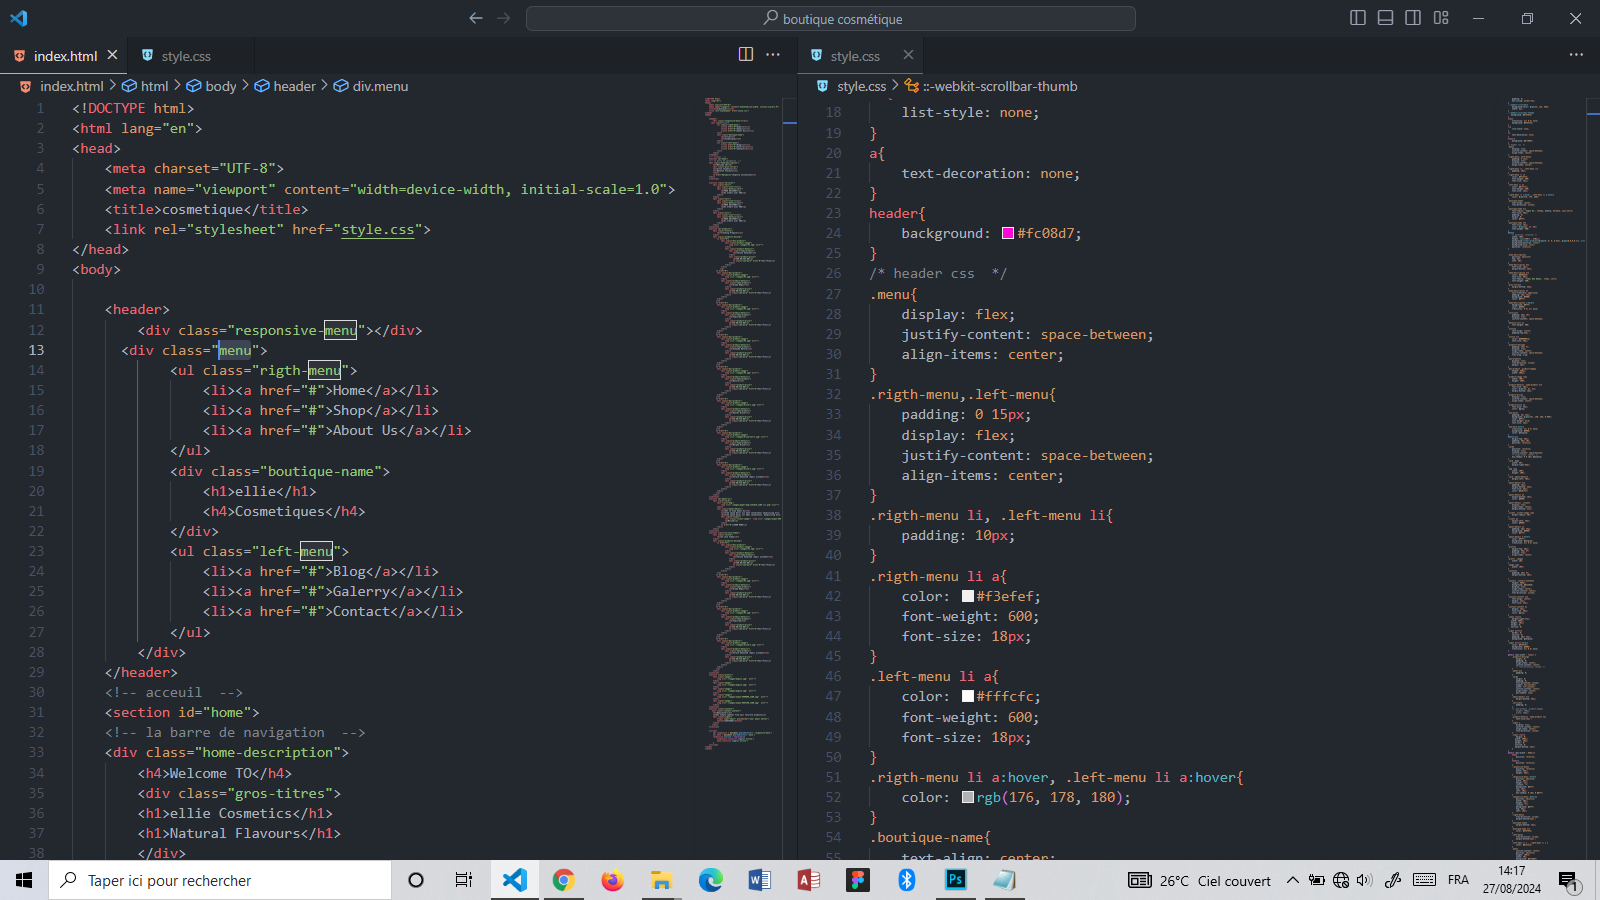 boutique cosmétique
index.html
style.css
style.css
index.html > html > body > header > div.menu
style.css > ::-webkit-scrollbar-thumb
1 <!DOCTYPE html>
2 <html lang="en">
3 <head>
4 <meta charset="UTF-8">
5 <meta name="viewport" content="width=device-width, initial-scale=1.0">
6 <title>cosmetique</title>
7 <link rel="stylesheet" href="style.css">
8 </head>
9 <body>
10
11 <header>
12 <div class="responsive-menu"></div>
13 <div class="menu">
14 <ul class="rigth-menu">
15 <li><a href="#">Home</a></li>
16 <li><a href="#">Shop</a></li>
17 <li><a href="#">About Us</a></li>
18 </ul>
19 <div class="boutique-name">
20 <h1>ellie</h1>
21 <h4>Cosmetiques</h4>
22 </div>
23 <ul class="left-menu">
24 <li><a href="#">Blog</a></li>
25 <li><a href="#">Galerry</a></li>
26 <li><a href="#">Contact</a></li>
27 </ul>
28 </div>
29 </header>
30 <!-- acceuil  -->
31 <section id="home">
32 <!-- la barre de navigation  -->
33 <div class="home-description">
34 <h4>Welcome TO</h4>
35 <div class="gros-titres">
36 <h1>ellie Cosmetics</h1>
37 <h1>Natural Flavours</h1>
38 </div>
18 list-style: none;
19 }
20 a{
21 text-decoration: none;
22 }
23 header{
24 background: #fc08d7;
25 }
26 /* header css  */
27 .menu{
28 display: flex;
29 justify-content: space-between;
30 align-items: center;
31 }
32 .rigth-menu,.left-menu{
33 padding: 0 15px;
34 display: flex;
35 justify-content: space-between;
36 align-items: center;
37 }
38 .rigth-menu li, .left-menu li{
39 padding: 10px;
40 }
41 .rigth-menu li a{
42 color: #f3efef;
43 font-weight: 600;
44 font-size: 18px;
45 }
46 .left-menu li a{
47 color: #fffcfc;
48 font-weight: 600;
49 font-size: 18px;
50 }
51 .rigth-menu li a:hover, .left-menu li a:hover{
52 color: rgb(176, 178, 180);
53 }
54 .boutique-name{
55 text-align: center;
Taper ici pour rechercher
26°C Ciel couvert
FRA
14:17
27/08/2024
1